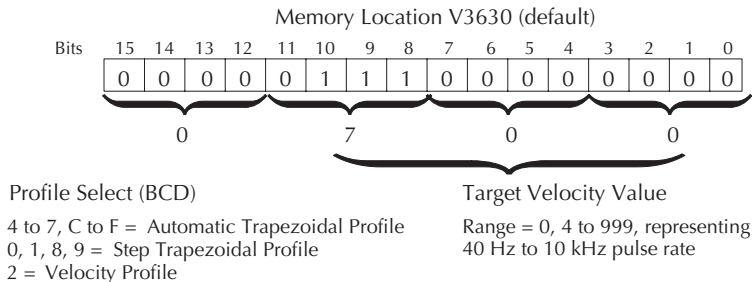 Memory Location V3630 (default)
Bits 15 14 13 12 11 10 9 8 7 6 5 4 3 2 1 0
0 0 0 0 0 1 1 1 0 0 0 0 0 0 0 0
0 7 0 0
Profile Select (BCD)
4 to 7, C to F = Automatic Trapezoidal Profile
0, 1, 8, 9 = Step Trapezoidal Profile
2 = Velocity Profile
Target Velocity Value
Range = 0, 4 to 999, representing
40 Hz to 10 kHz pulse rate